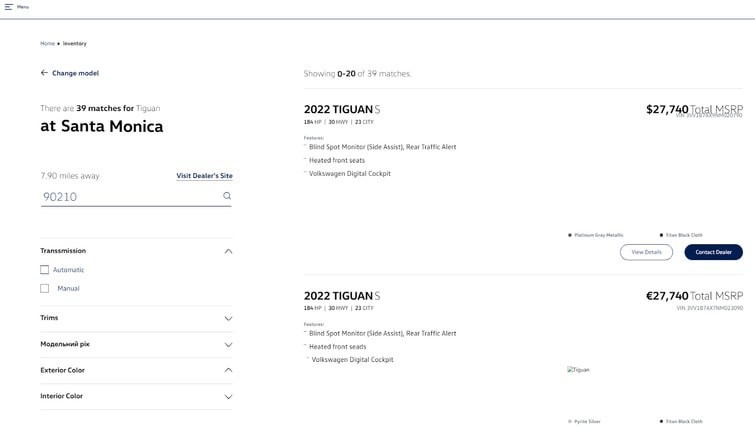 Menu
Home • Inventory
Change model
There are 39 matches for Tiguan
at Santa Monica
7.90 miles away
Visit Dealer's Site
90210
Transsmission
Automatic
Manual
Trims
Модельний рік
Exterior Color
Interior Color
Showing 0-20 of 39 matches.
2022 TIGUAN S
$27,740 Total MSRP
184 HP | 30 HWY | 23 CITY
Features:
Blind Spot Monitor (Side Assist), Rear Traffic Alert
Heated front seats
Volkswagen Digital Cockpit
Platinum Gray Metallic
Titan Black Cloth
View Details
Contact Dealer
2022 TIGUAN S
€27,740 Total MSRP
184 HP | 30 HWY | 23 CITY
VIN 3VV1B7AX7NM023090
Features:
Blind Spot Monitor (Side Assist), Rear Traffic Alert
Heated front seads
Volkswagen Digital Cockpit
Tiguan
Pyrite Silver
Titan Black Cloth